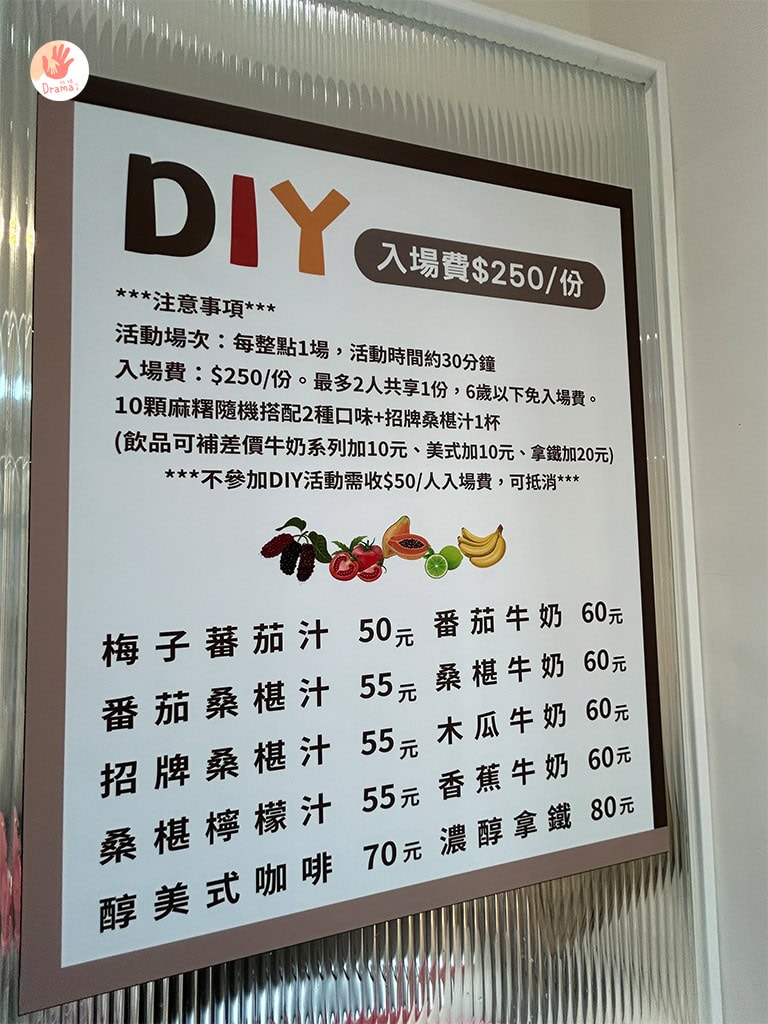 Drama
DIY
入場費$250/份
***注意事項***
活動場次：每整點1場，活動時間約30分鐘
入場費：$250/份。最多2人共享1份，6歲以下免入場費。
10顆麻糬隨機搭配2種口味+招牌桑椹汁1杯
(飲品可補差價牛奶系列加10元、美式加10元、拿鐵加20元)
***不參加DIY活動需收$50/人入場費，可抵消***
梅子蕃茄汁 50元 番茄牛奶 60元
番茄桑椹汁 55元 桑椹牛奶 60元
招牌桑椹汁 55元 木瓜牛奶 60元
桑椹檸檬汁 55元 香蕉牛奶 60元
醇美式咖啡 70元 濃醇拿鐵 80元